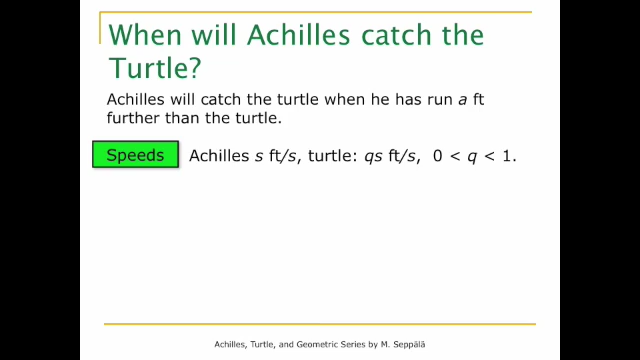 When will Achilles catch the
Turtle?
Achilles will catch the turtle when he has run a ft
further than the turtle.
Speeds Achilles s ft/s, turtle: qs ft/s, 0 < q < 1.
Achilles, Turtle, and Geometric Series by M. Seppälä